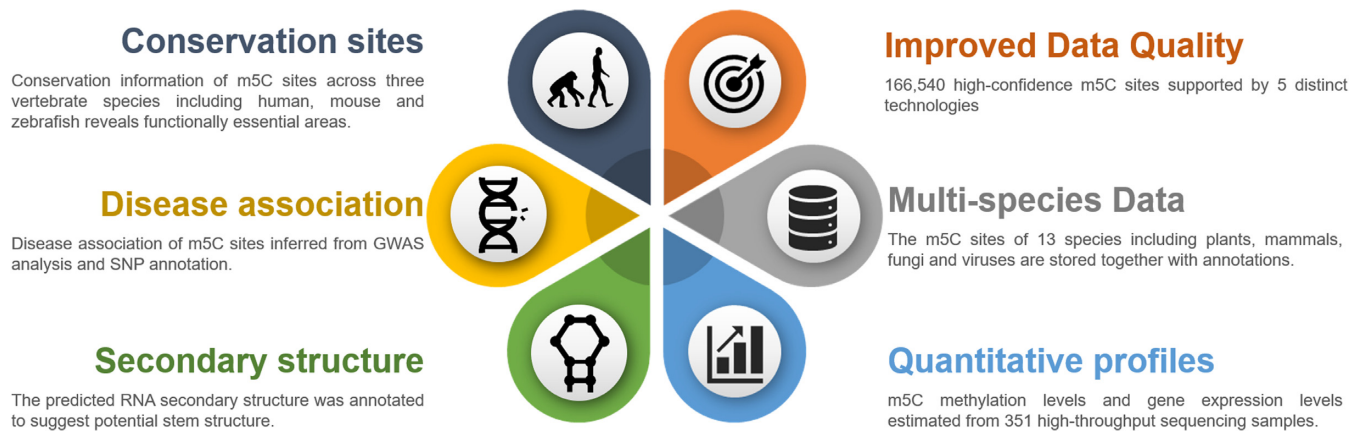 Conservation sites
Conservation information of m5C sites across three
vertebrate species including human, mouse and
zebrafish reveals functionally essential areas.
Disease association
Disease association of m5C sites inferred from GWAS
analysis and SNP annotation.
Secondary structure
The predicted RNA secondary structure was annotated
to suggest potential stem structure.
Improved Data Quality
166,540 high-confidence m5C sites supported by 5 distinct
technologies
Multi-species Data
The m5C sites of 13 species including plants, mammals,
fungi and viruses are stored together with annotations.
Quantitative profiles
m5C methylation levels and gene expression levels
estimated from 351 high-throughput sequencing samples.